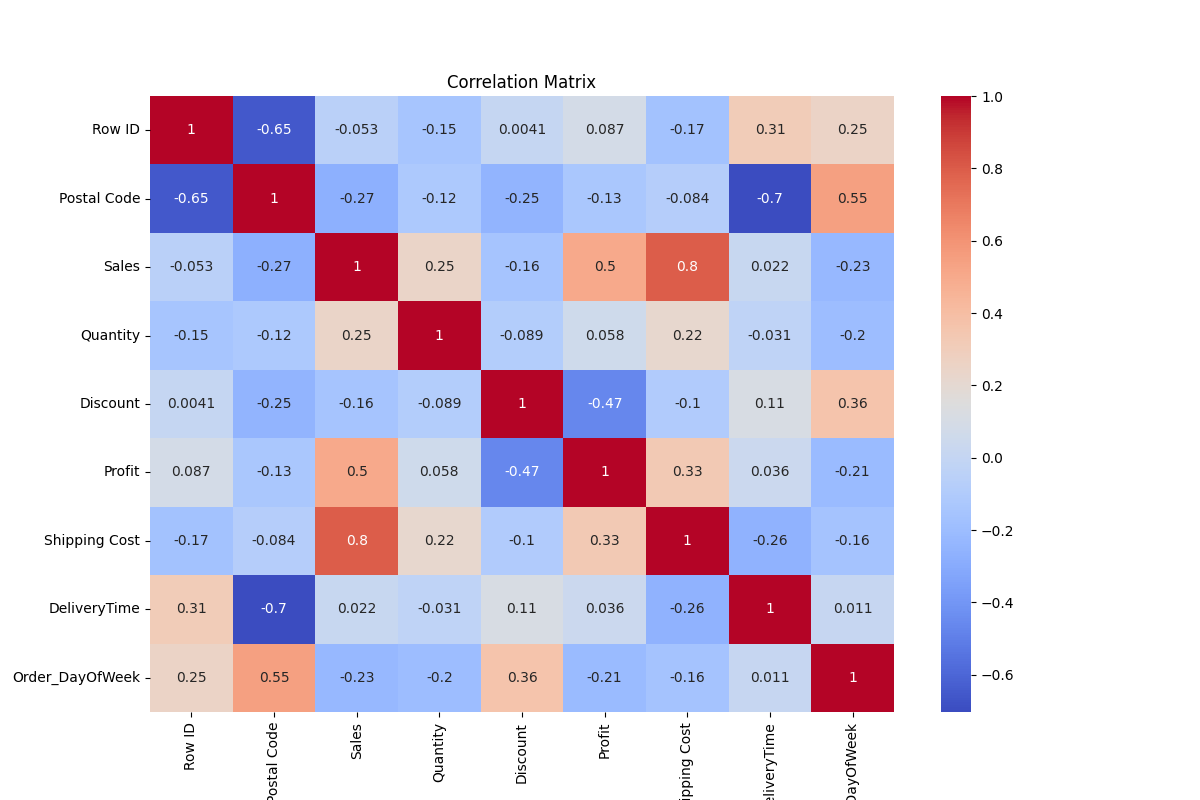 Correlation Matrix
Row ID 1 -0.65 -0.053 -0.15 0.0041 0.087 -0.17 0.31 0.25
Postal Code -0.65 1 -0.27 -0.12 -0.25 -0.13 -0.084 -0.7 0.55
Sales -0.053 -0.27 1 0.25 -0.16 0.5 0.8 0.022 -0.23
Quantity -0.15 -0.12 0.25 1 -0.089 0.058 0.22 -0.031 -0.2
Discount 0.0041 -0.25 -0.16 -0.089 1 -0.47 -0.1 0.11 0.36
Profit 0.087 -0.13 0.5 0.058 -0.47 1 0.33 0.036 -0.21
Shipping Cost -0.17 -0.084 0.8 0.22 -0.1 0.33 1 -0.26 -0.16
DeliveryTime 0.31 -0.7 0.022 -0.031 0.11 0.036 -0.26 1 0.011
Order_DayOfWeek 0.25 0.55 -0.23 -0.2 0.36 -0.21 -0.16 0.011 1
Row ID
Postal Code
Sales
Quantity
Discount
Profit
ipping Cost
eliveryTime
DayOfWeek
1.0
0.8
0.6
0.4
0.2
0.0
−0.2
−0.4
−0.6